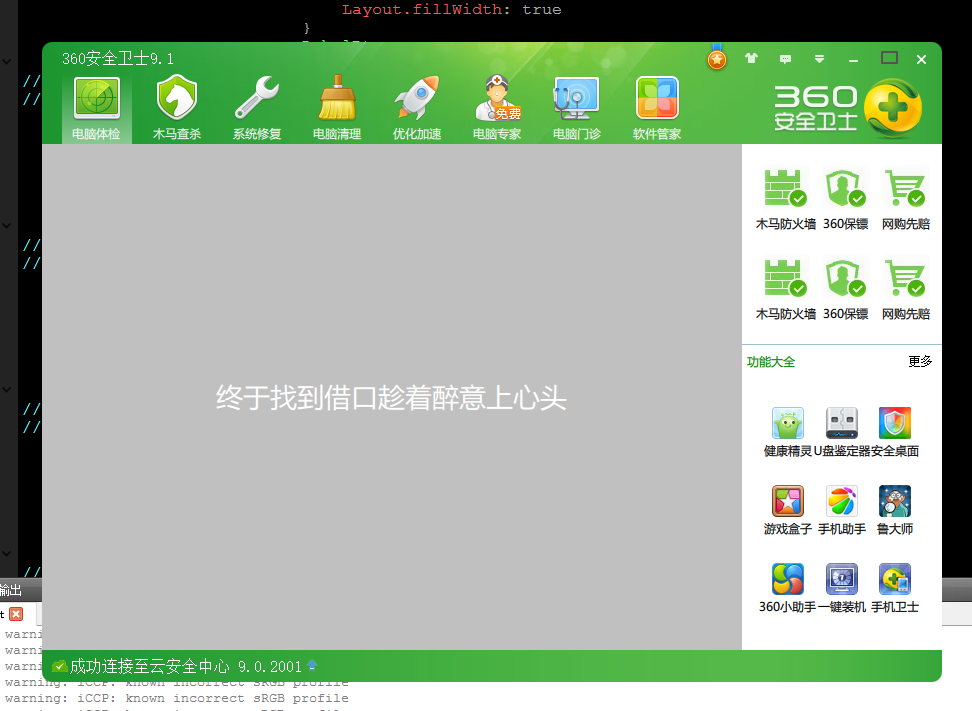 Layout.fillWidth: true
}
360安全卫士9.1
电脑体检 木马查杀 系统修复 电脑清理 优化加速 电脑专家 电脑门诊 软件管家
免费
360
安全卫士
//
//
木马防火墙 360保镖 网购先赔
//
//
木马防火墙 360保镖 网购先赔
功能大全 更多
终于找到借口趁着醉意上心头
//
//
健康精灵 U盘鉴定器 安全桌面
游戏盒子 手机助手 鲁大师
//
输出
360小助手 一键装机 手机卫士
t
warni
warni
warni
成功连接至云安全中心 9.0.2001
warning: iCCP: known incorrect sRGB profile
warning: iCCP: known incorrect sRGB profile